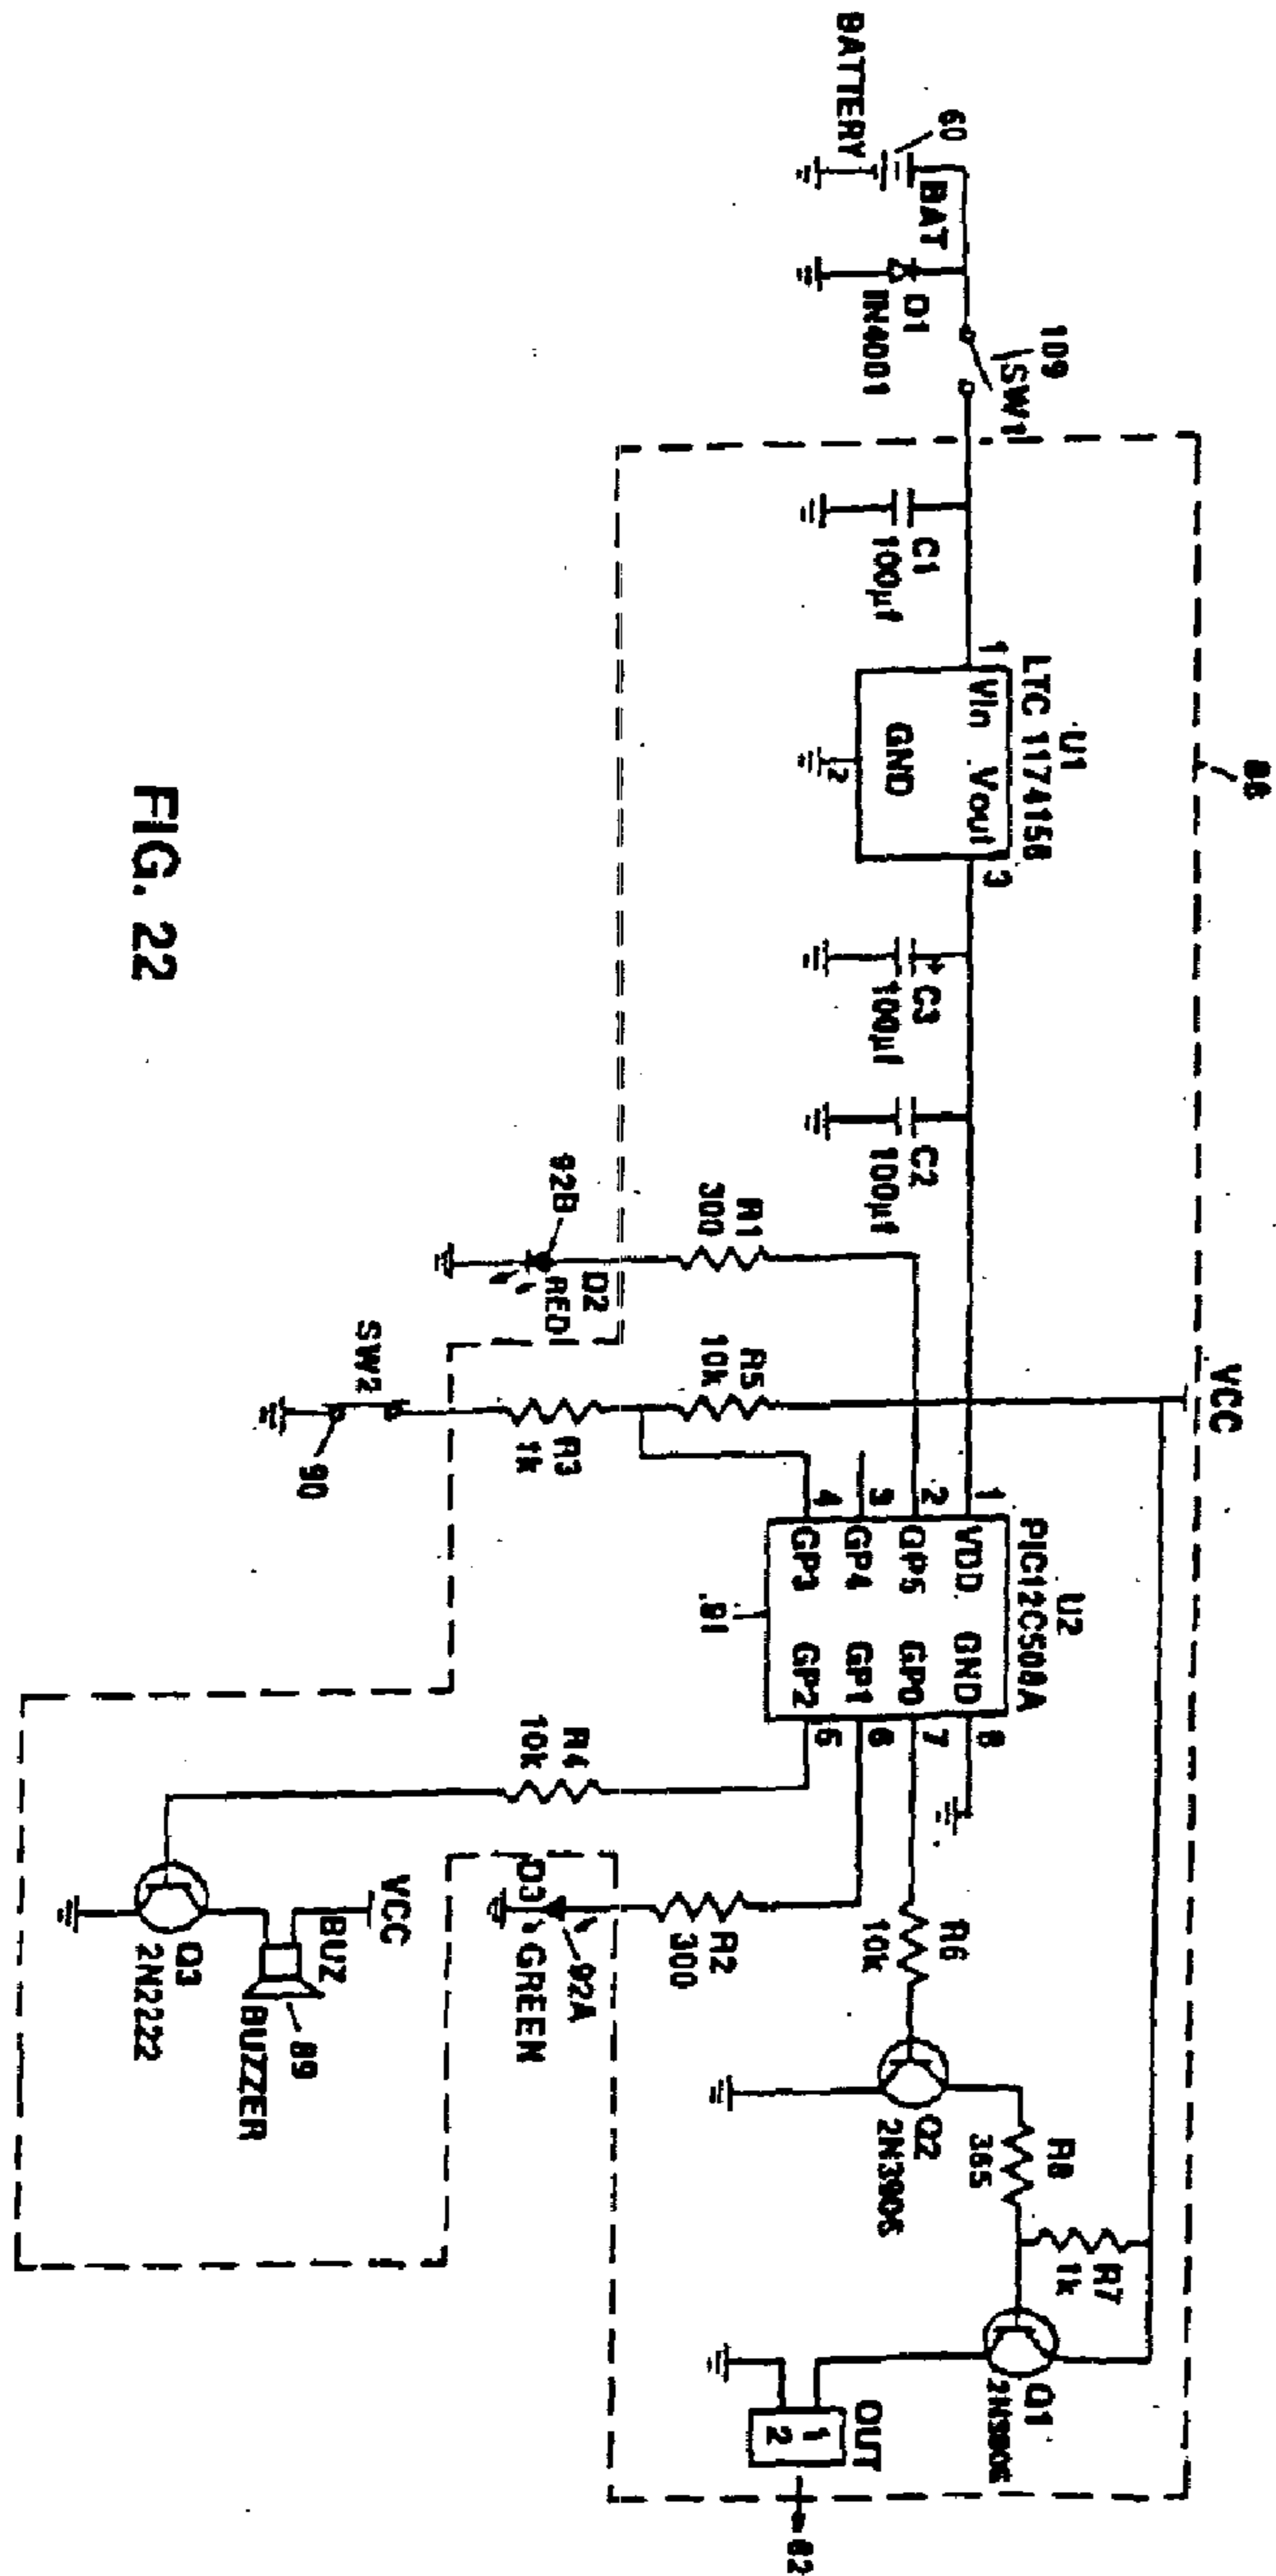 BATTERY
60
BAT
D1
IN4001
109
SW1
86
C1
100µf
U1
LTC 1174158
1
Vin
Vout
3
GND
2
C3
100µf
C2
100µf
VCC
R1
300
92B
D2
RED
R5
10k
R3
1k
SW2
90
U2
PIC12C508A
1
VDD
GND
8
2
GP5
GP0
7
3
GP4
GP1
6
4
GP3
GP2
5
91
R6
10k
Q2
2N3906
R8
365
R7
1k
Q1
2N3906
OUT
1
2
82
R2
300
92A
D3
GREEN
R4
10k
VCC
BUZ
89
BUZZER
Q3
2N2222
FIG. 22